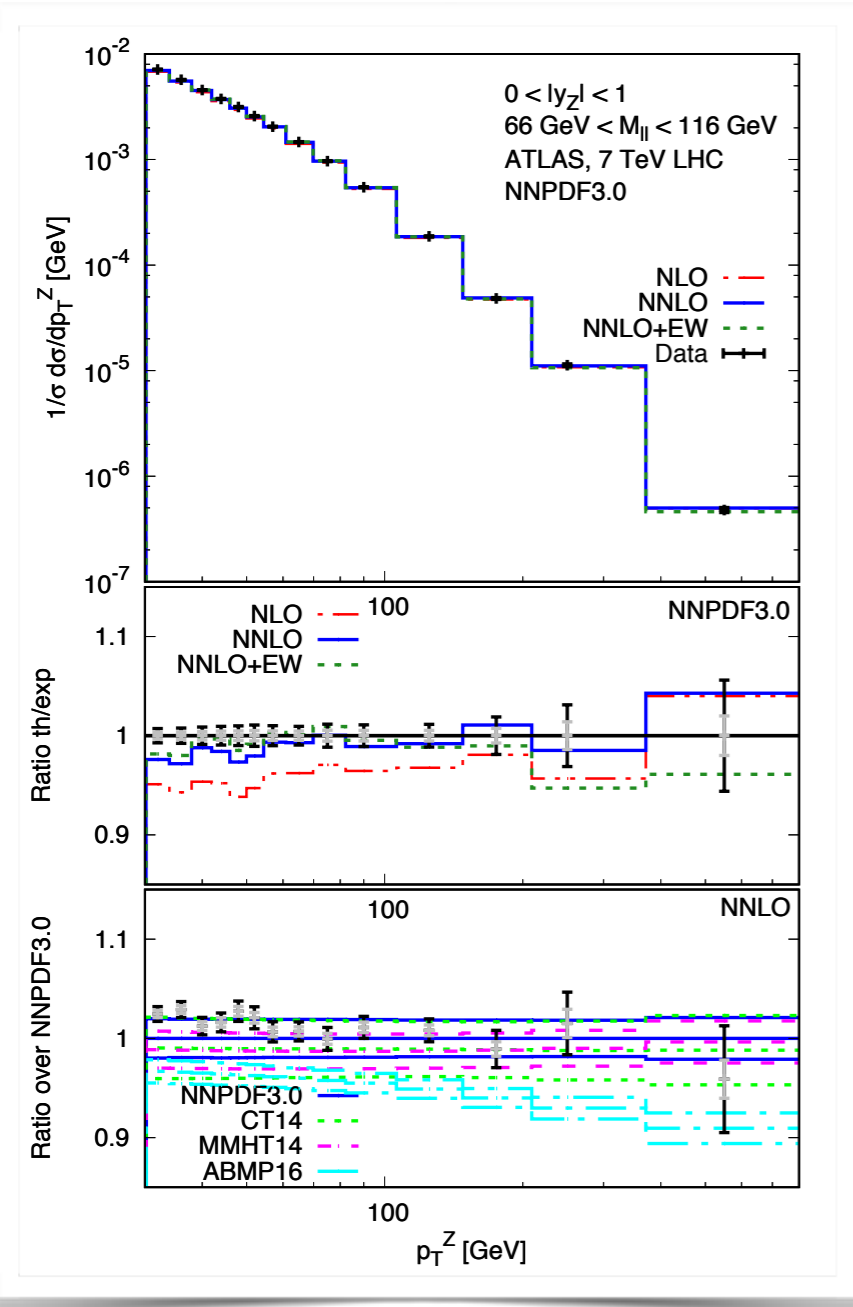 10⁻²
10⁻³
10⁻⁴
10⁻⁵
10⁻⁶
10⁻⁷
1/σ dσ/dp_T^Z [GeV]
0 < |y_Z| < 1
66 GeV < M_ll < 116 GeV
ATLAS, 7 TeV LHC
NNPDF3.0
NLO
NNLO
NNLO+EW
Data
100
NNPDF3.0
NLO
NNLO
NNLO+EW
1.1
1
0.9
Ratio th/exp
100
NNLO
1.1
1
0.9
Ratio over NNPDF3.0
NNPDF3.0
CT14
MMHT14
ABMP16
100
p_T^Z [GeV]